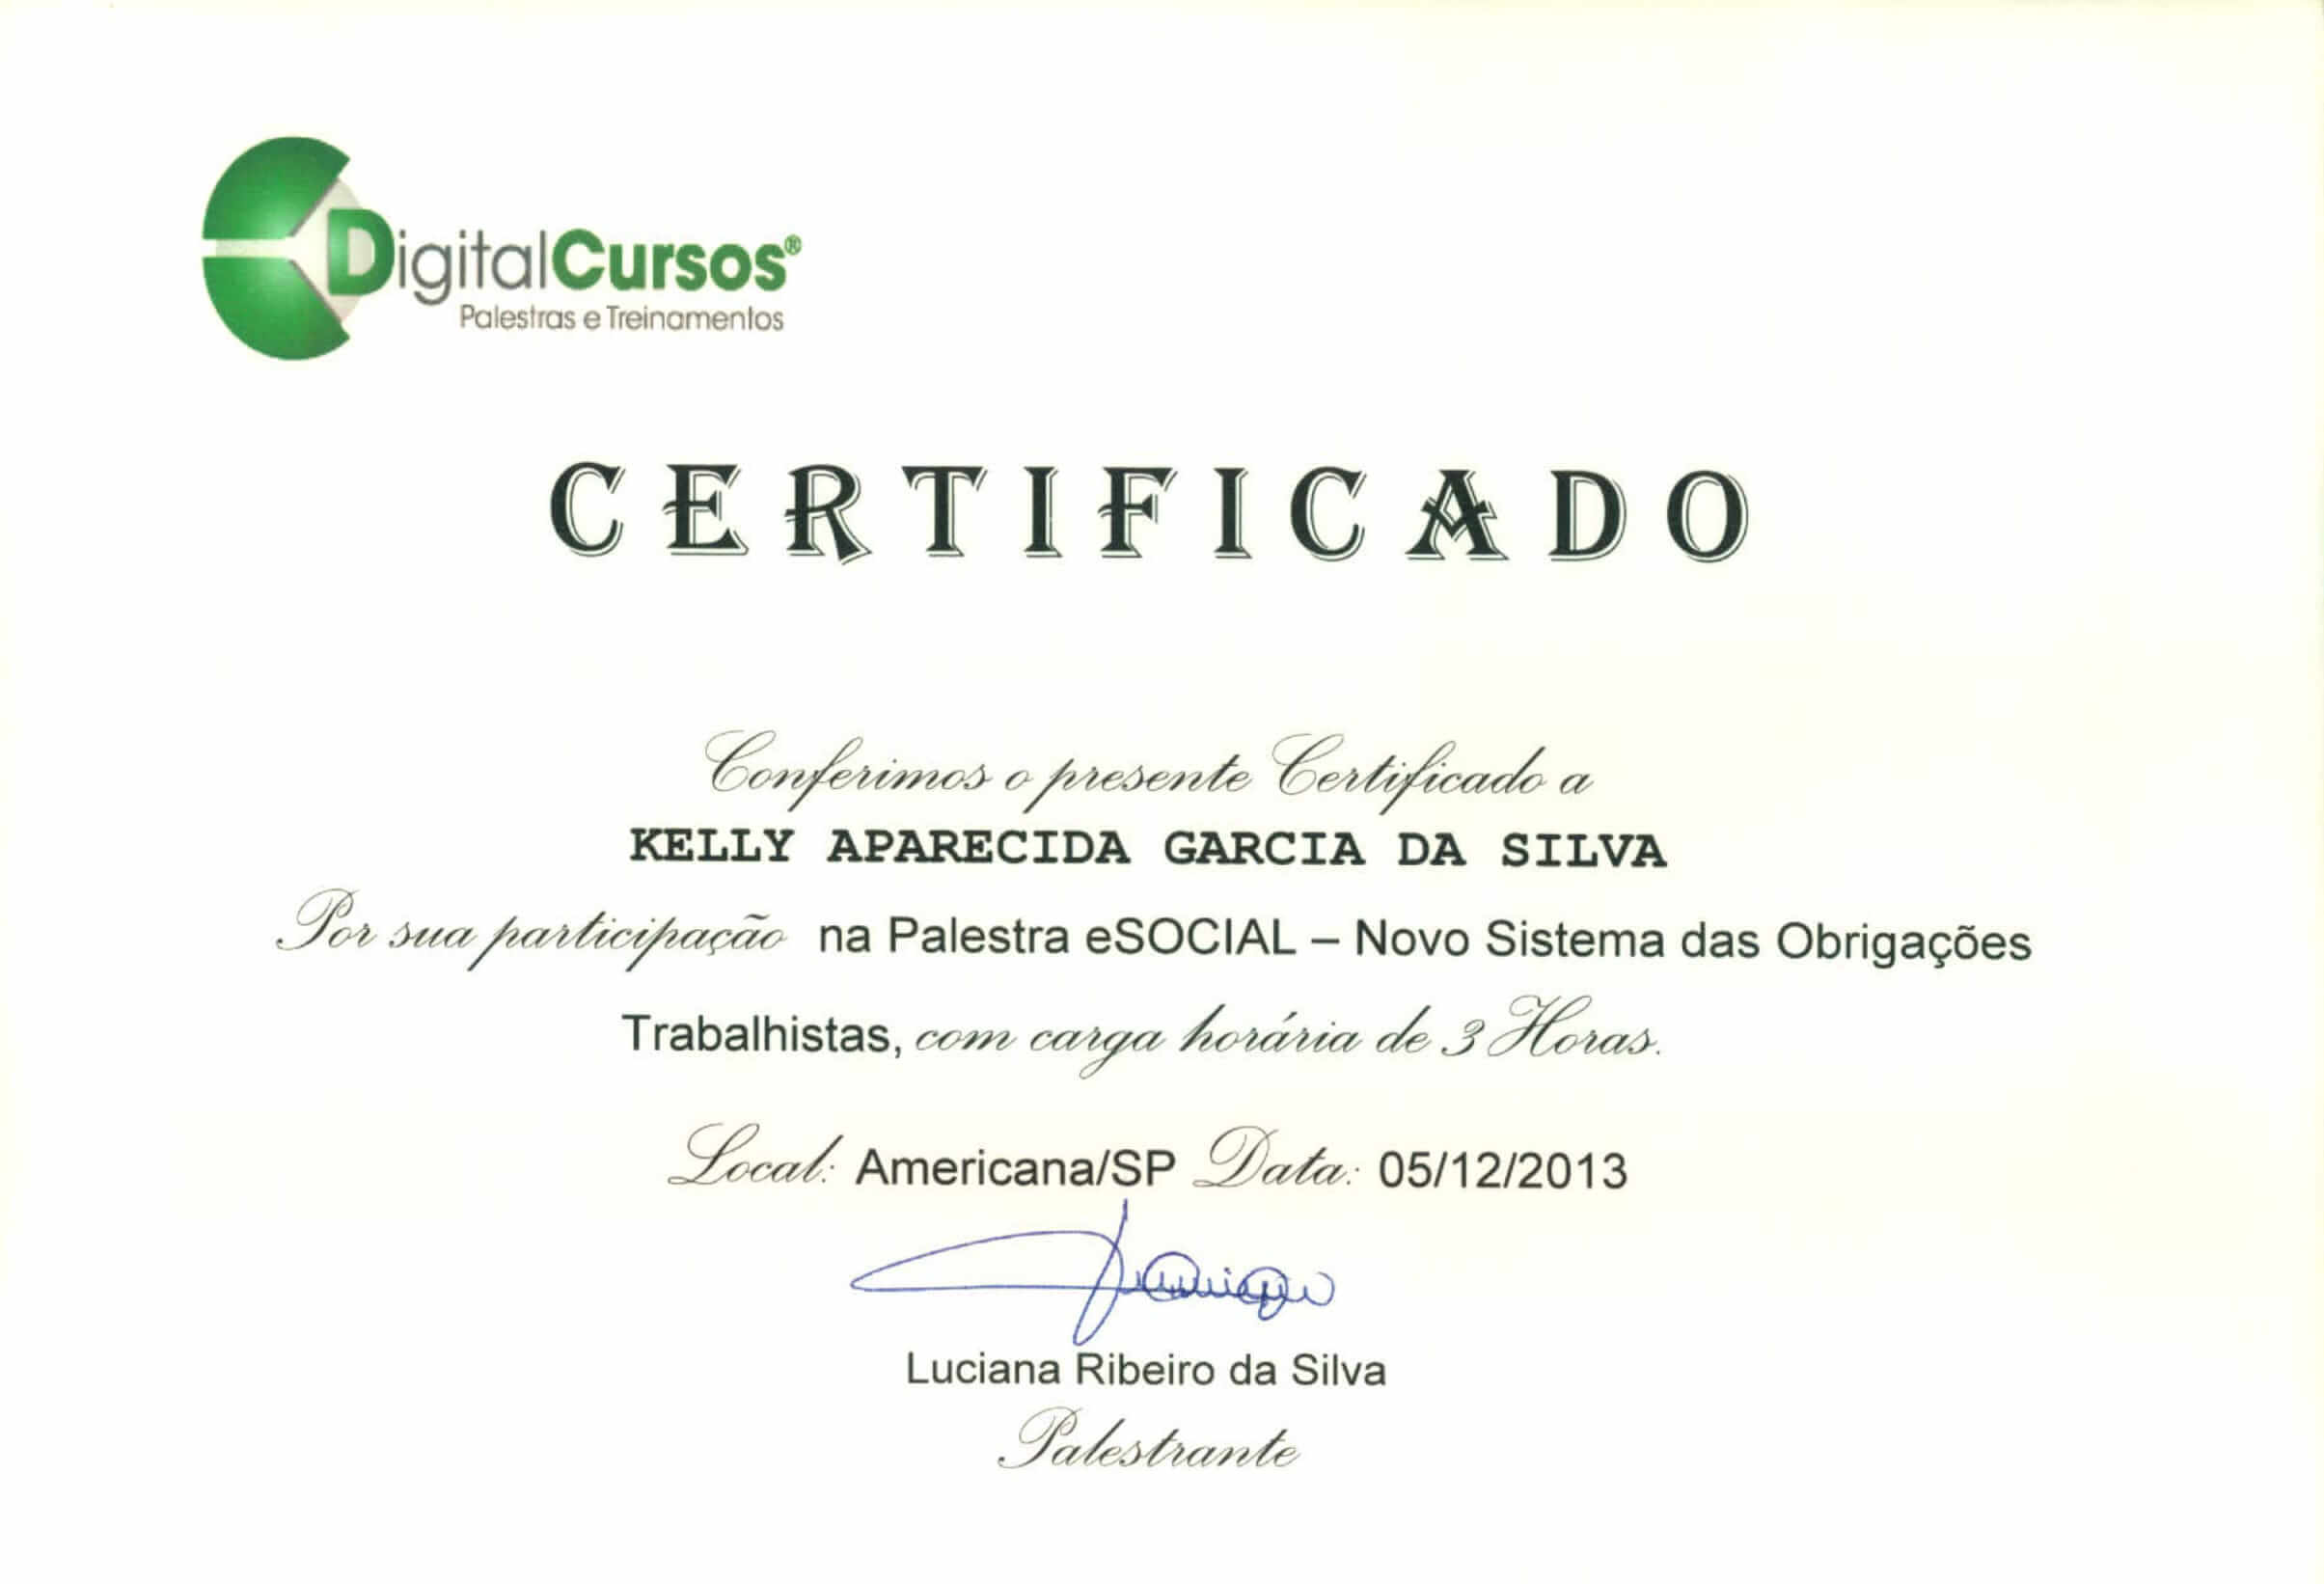 DigitalCursos®
Palestras e Treinamentos
CERTIFICADO
Conferimos o presente Certificado a
KELLY APARECIDA GARCIA DA SILVA
Por sua participação na Palestra eSOCIAL – Novo Sistema das Obrigações
Trabalhistas, com carga horária de 3 Horas.
Local: Americana/SP Data: 05/12/2013
Luciana Ribeiro da Silva
Palestrante